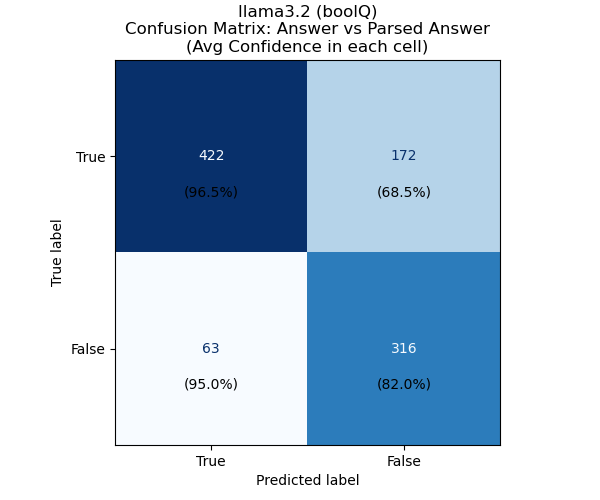 llama3.2 (boolQ)
Confusion Matrix: Answer vs Parsed Answer
(Avg Confidence in each cell)
True
422
172
(96.5%)
(68.5%)
True label
False
63
316
(95.0%)
(82.0%)
True
False
Predicted label